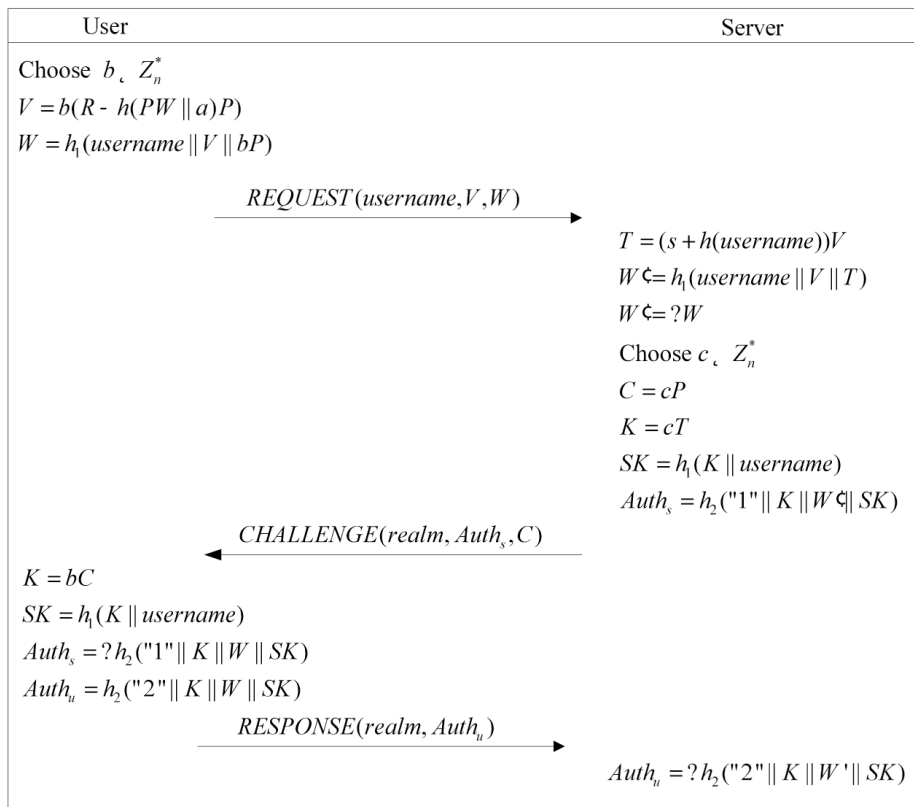 User Server
Choose b ˛ Z*ₙ
V = b(R - h(PW || a)P)
W = h₁(username || V || bP)
REQUEST(username,V,W)
T = (s + h(username))V
W¢= h₁(username || V || T)
W¢= ?W
Choose c ˛ Z*ₙ
C = cP
K = cT
SK = h₁(K || username)
Authₛ = h₂("1" || K || W¢|| SK)
CHALLENGE(realm, Authₛ,C)
K = bC
SK = h₁(K || username)
Authₛ = ?h₂("1" || K || W || SK)
Authᵤ = h₂("2" || K || W || SK)
RESPONSE(realm, Authᵤ)
Authᵤ = ?h₂("2" || K || W '|| SK)